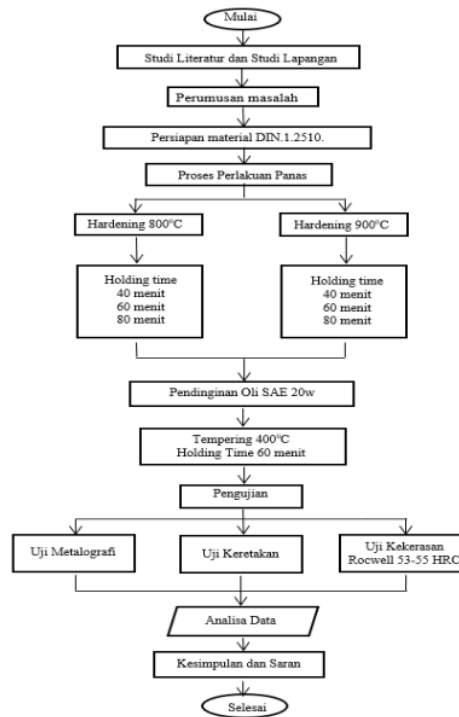 Mulai
Studi Literatur dan Studi Lapangan
Perumusan masalah
Persiapan material DIN.1.2510.
Proses Perlakuan Panas
Hardening 800°C
Hardening 900°C
Holding time
40 menit
60 menit
80 menit
Holding time
40 menit
60 menit
80 menit
Pendinginan Oli SAE 20w
Tempering 400°C
Holding Time 60 menit
Pengujian
Uji Metalografi
Uji Keretakan
Uji Kekerasan
Rocwell 53-55 HRC
Analisa Data
Kesimpulan dan Saran
Selesai